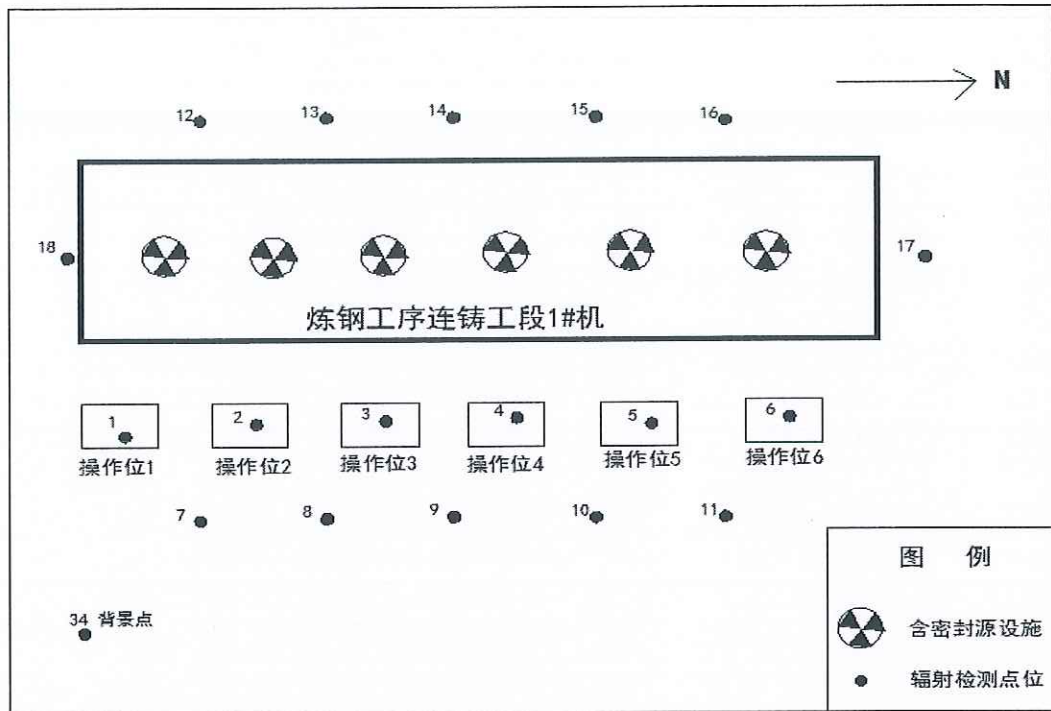 N
12 13 14 15 16
18 17
炼钢工序连铸工段1#机
1 2 3 4 5 6
操作位1 操作位2 操作位3 操作位4 操作位5 操作位6
7 8 9 10 11
34 背景点
图 例
含密封源设施
辐射检测点位